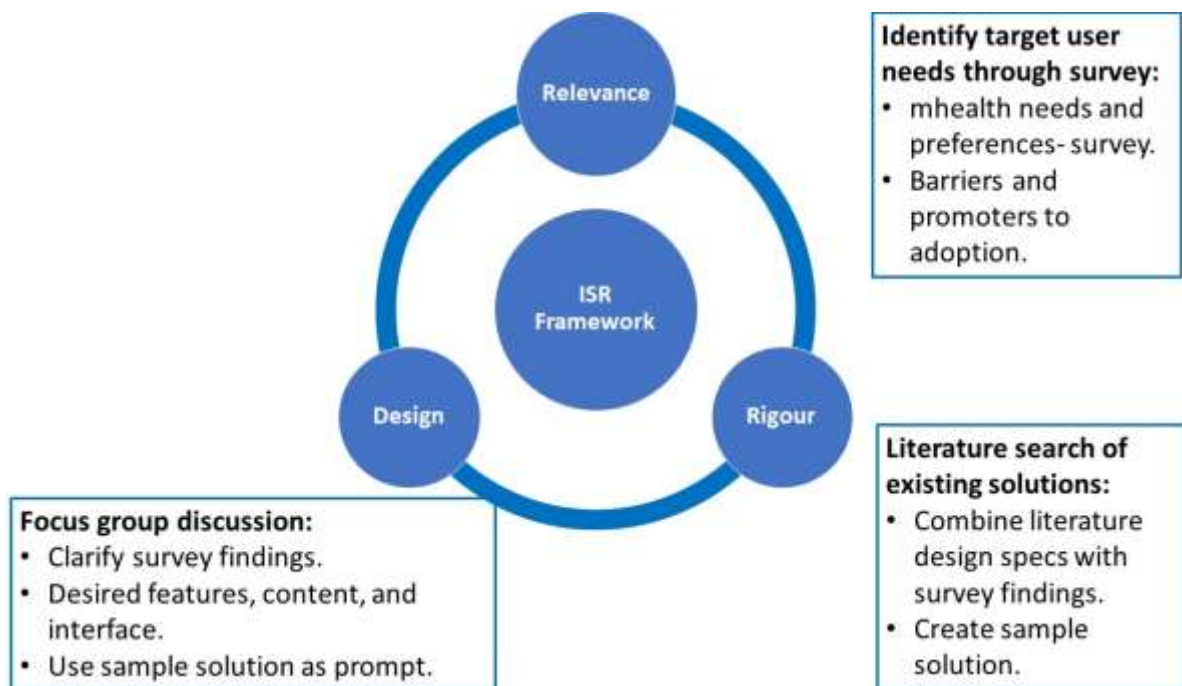 Relevance
Identify target user
needs through survey:
• mhealth needs and
preferences- survey.
• Barriers and
promoters to
adoption.
ISR
Framework
Design
Rigour
Literature search of
existing solutions:
• Combine literature
design specs with
survey findings.
• Create sample
solution.
Focus group discussion:
• Clarify survey findings.
• Desired features, content, and
interface.
• Use sample solution as prompt.